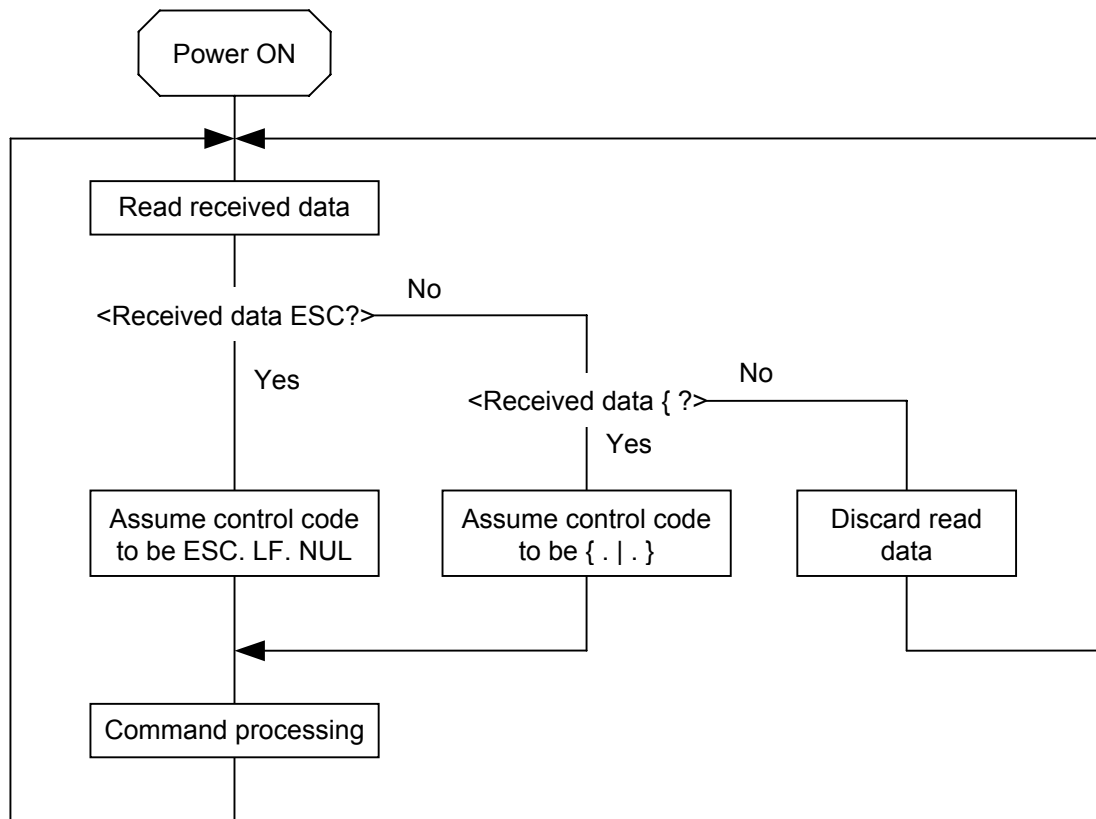 Power ON
Read received data
<Received data ESC?>
No
Yes
<Received data { ?>
No
Yes
Assume control code
to be ESC. LF. NUL
Assume control code
to be { . | . }
Discard read
data
Command processing